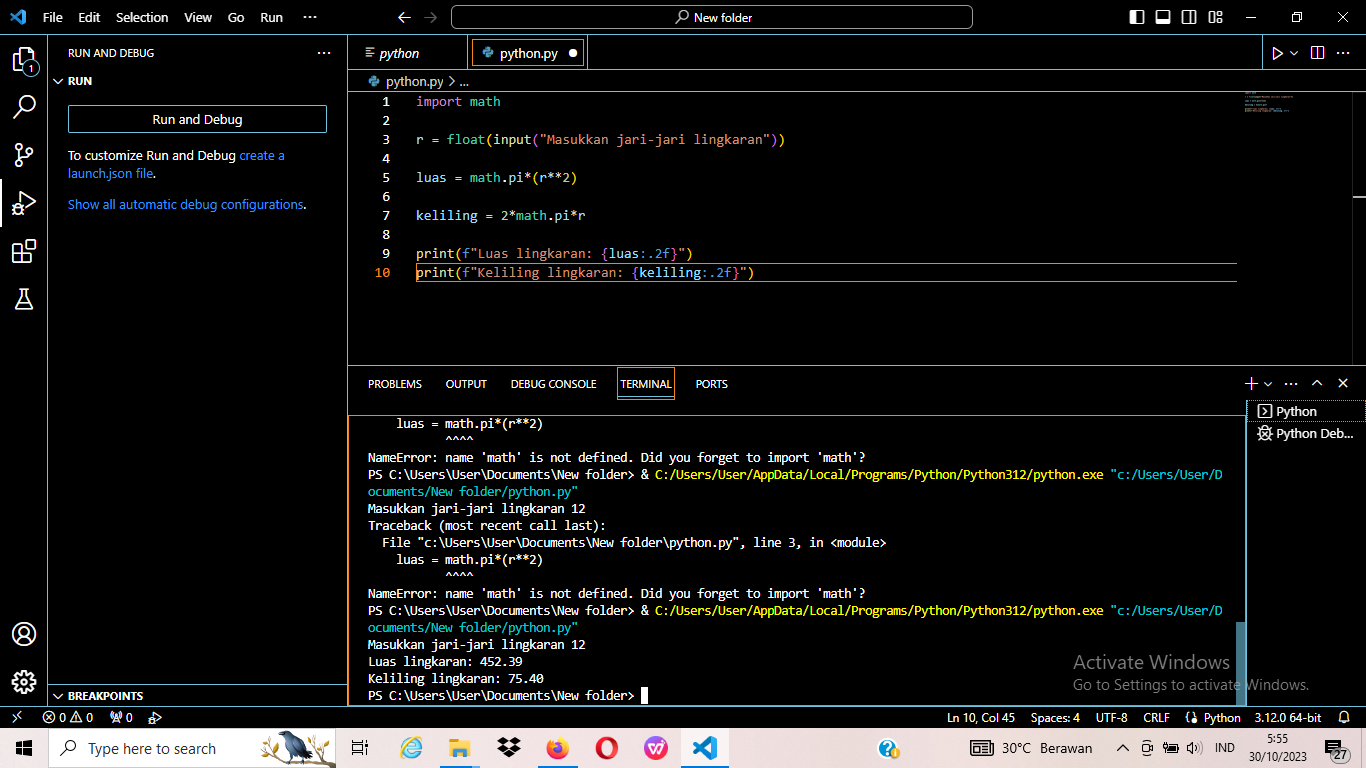 File Edit Selection View Go Run ··· New folder
RUN AND DEBUG ···
RUN
Run and Debug
To customize Run and Debug create a
launch.json file.
Show all automatic debug configurations.
BREAKPOINTS
1
python
python.py
python.py > ...
1 import math
2
3 r = float(input("Masukkan jari-jari lingkaran"))
4
5 luas = math.pi*(r**2)
6
7 keliling = 2*math.pi*r
8
9 print(f"Luas lingkaran: {luas:.2f}")
10 print(f"Keliling lingkaran: {keliling:.2f}")
PROBLEMS OUTPUT DEBUG CONSOLE TERMINAL PORTS
luas = math.pi*(r**2)
^^^^
NameError: name 'math' is not defined. Did you forget to import 'math'?
PS C:\Users\User\Documents\New folder> & C:/Users/User/AppData/Local/Programs/Python/Python312/python.exe "c:/Users/User/D
ocuments/New folder/python.py"
Masukkan jari-jari lingkaran 12
Traceback (most recent call last):
File "c:\Users\User\Documents\New folder\python.py", line 3, in <module>
luas = math.pi*(r**2)
^^^^
NameError: name 'math' is not defined. Did you forget to import 'math'?
PS C:\Users\User\Documents\New folder> & C:/Users/User/AppData/Local/Programs/Python/Python312/python.exe "c:/Users/User/D
ocuments/New folder/python.py"
Masukkan jari-jari lingkaran 12
Luas lingkaran: 452.39
Keliling lingkaran: 75.40
PS C:\Users\User\Documents\New folder>
Python
Python Deb...
Activate Windows
Go to Settings to activate Windows.
0 0 0 Ln 10, Col 45 Spaces: 4 UTF-8 CRLF Python 3.12.0 64-bit
Type here to search
30°C Berawan IND
5:55
30/10/2023
27